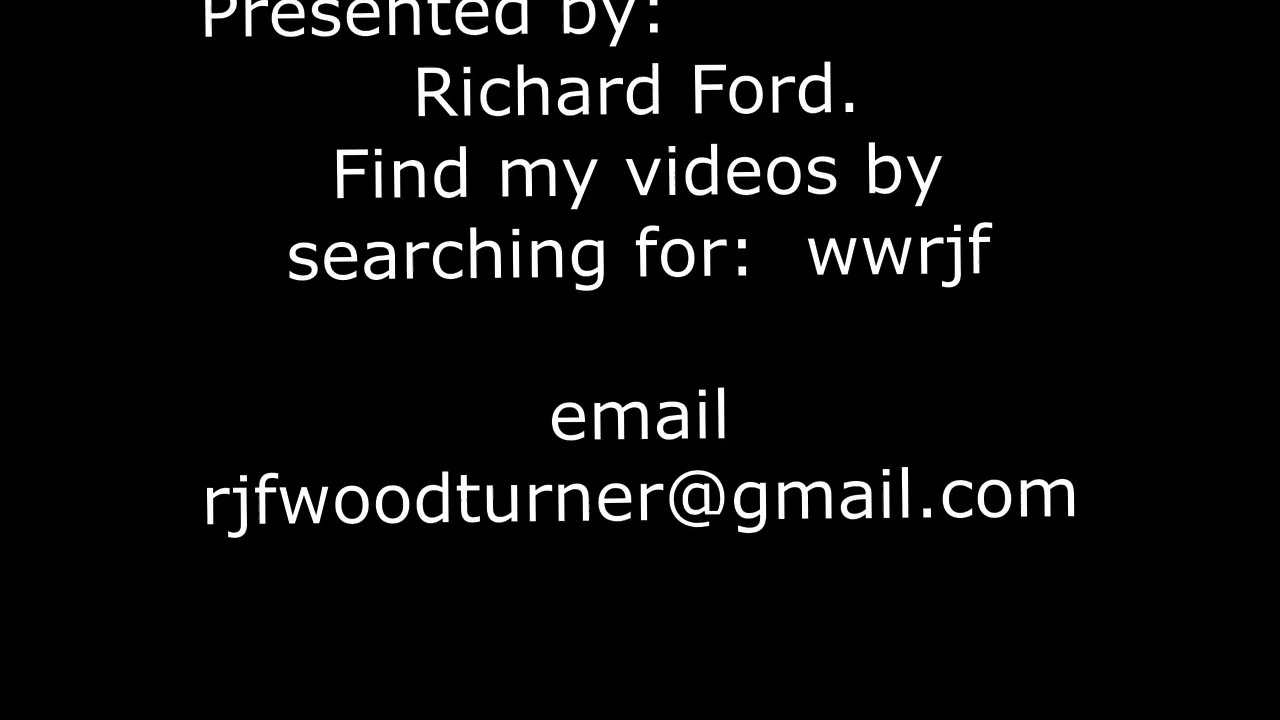 Presented by:
Richard Ford.
Find my videos by
searching for:  wwrjf
email
rjfwoodturner@gmail.com